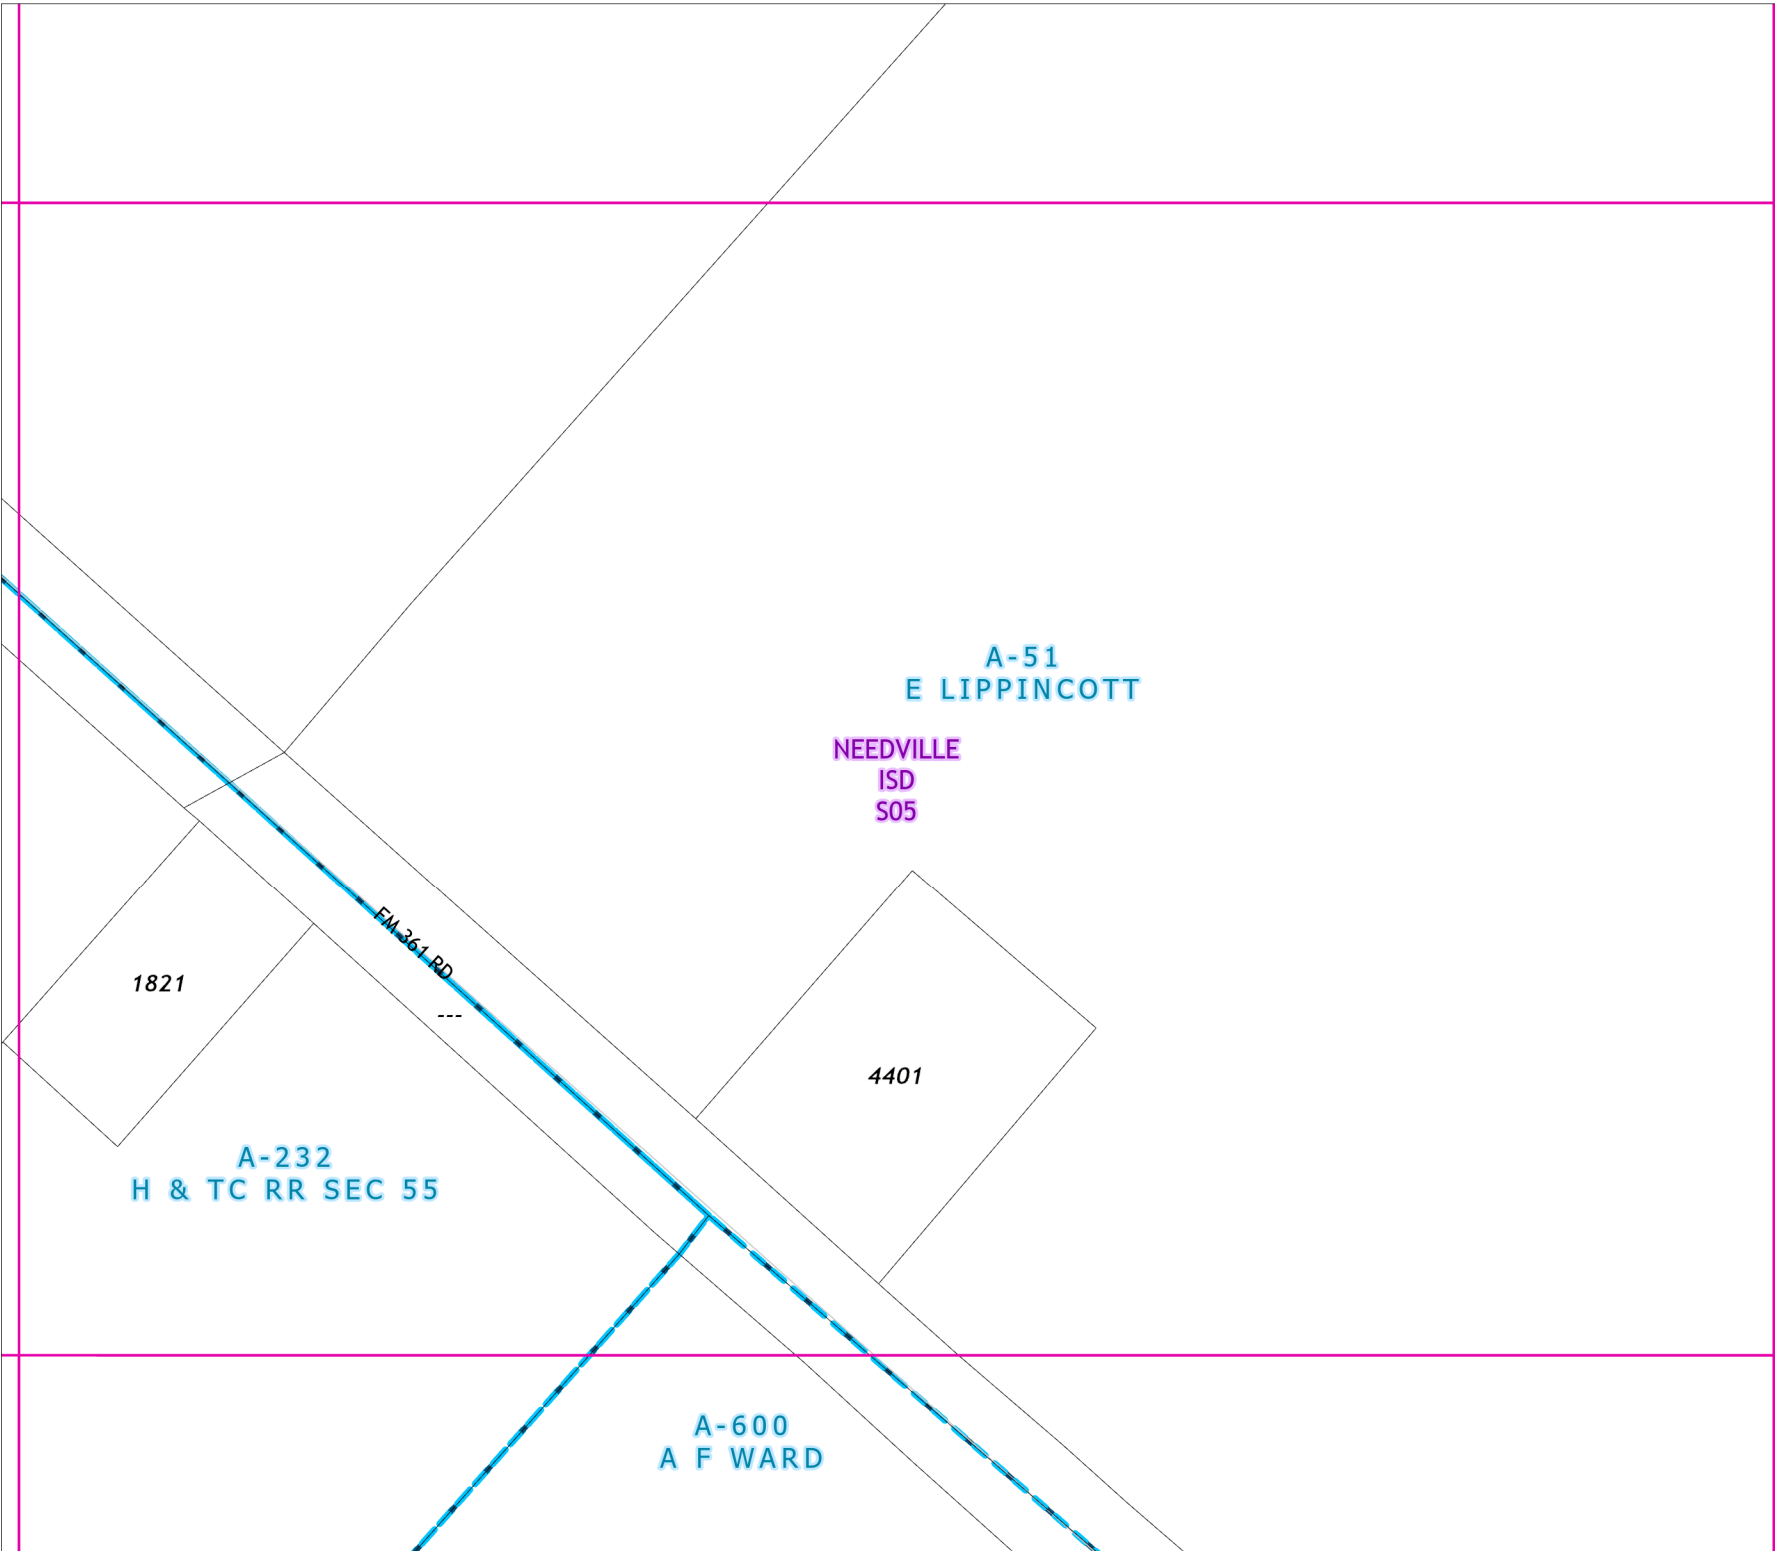 A-51
E LIPPINCOTT
NEEDVILLE
ISD
S05
FM 361 RD
1821
---
4401
A-232
H & TC RR SEC 55
A-600
A F WARD